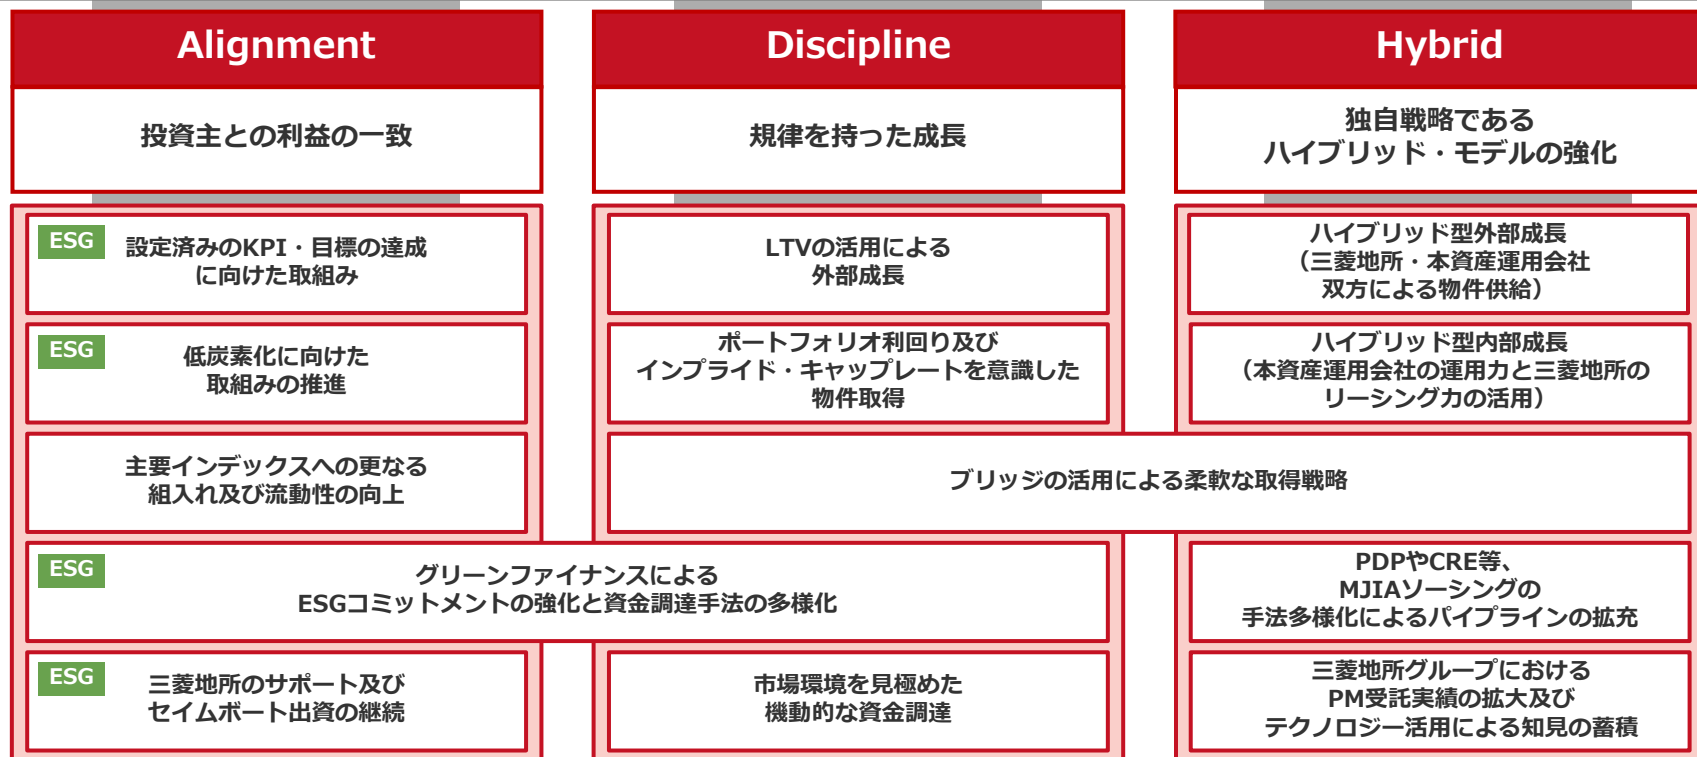 Alignment
投資主との利益の一致
ESG
設定済みのKPI・目標の達成
に向けた取組み
ESG
低炭素化に向けた
取組みの推進
主要インデックスへの更なる
組入れ及び流動性の向上
ESG
グリーンファイナンスによる
ESGコミットメントの強化と資金調達手法の多様化
ESG
三菱地所のサポート及び
セイムボート出資の継続
Discipline
規律を持った成長
LTVの活用による
外部成長
ポートフォリオ利回り及び
インプライド・キャップレートを意識した
物件取得
ブリッジの活用による柔軟な取得戦略
市場環境を見極めた
機動的な資金調達
Hybrid
独自戦略である
ハイブリッド・モデルの強化
ハイブリッド型外部成長
（三菱地所・本資産運用会社
双方による物件供給）
ハイブリッド型内部成長
（本資産運用会社の運用力と三菱地所の
リーシング力の活用）
PDPやCRE等、
MJIAソーシングの
手法多様化によるパイプラインの拡充
三菱地所グループにおける
PM受託実績の拡大及び
テクノロジー活用による知見の蓄積